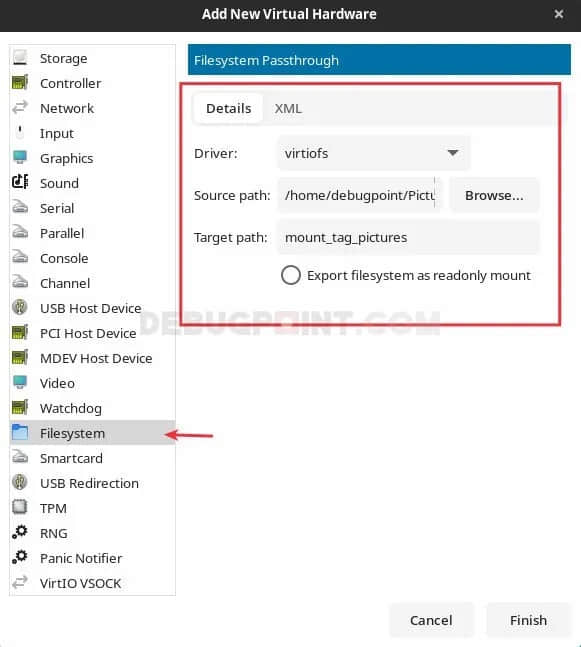 Add New Virtual Hardware
Storage
Controller
Network
Input
Graphics
Sound
Serial
Parallel
Console
Channel
USB Host Device
PCI Host Device
MDEV Host Device
Video
Watchdog
Filesystem
Smartcard
USB Redirection
TPM
RNG
Panic Notifier
VirtIO VSOCK
Filesystem Passthrough
Details XML
Driver: virtiofs
Source path: /home/debugpoint/Pictu Browse...
Target path: mount_tag_pictures
Export filesystem as readonly mount
DEBUGPOINT.COM
Cancel Finish